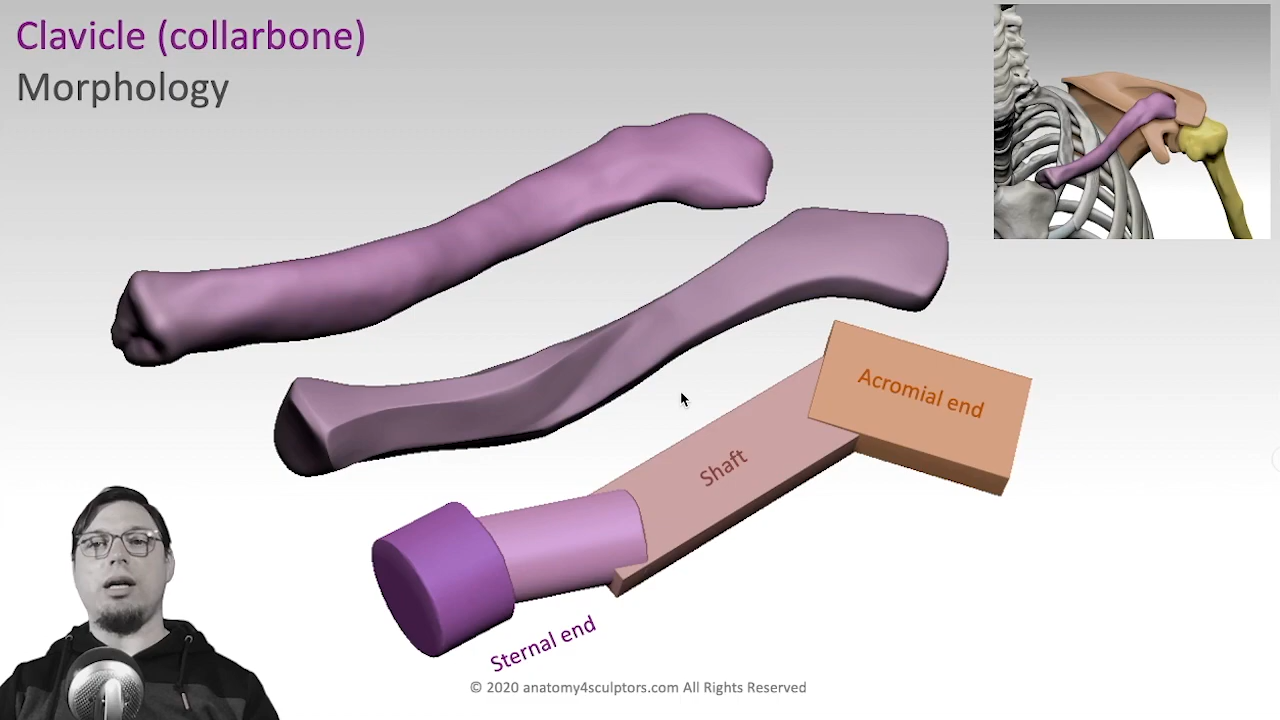 Clavicle (collarbone)
Morphology
Acromial end
Shaft
Sternal end
© 2020 anatomy4sculptors.com All Rights Reserved